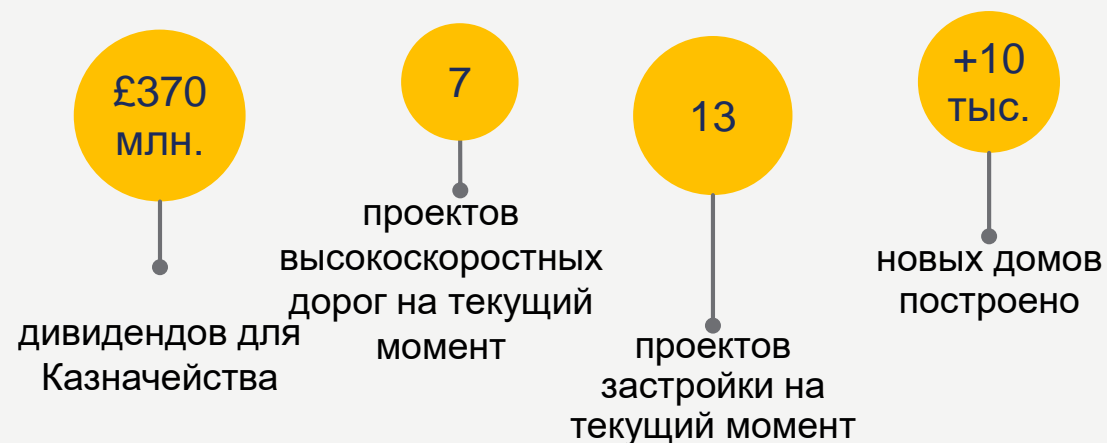 £370
млн.
дивидендов для
Казначейства
7
проектов
высокоскоростных
дорог на текущий
момент
13
проектов
застройки на
текущий момент
+10
тыс.
новых домов
построено